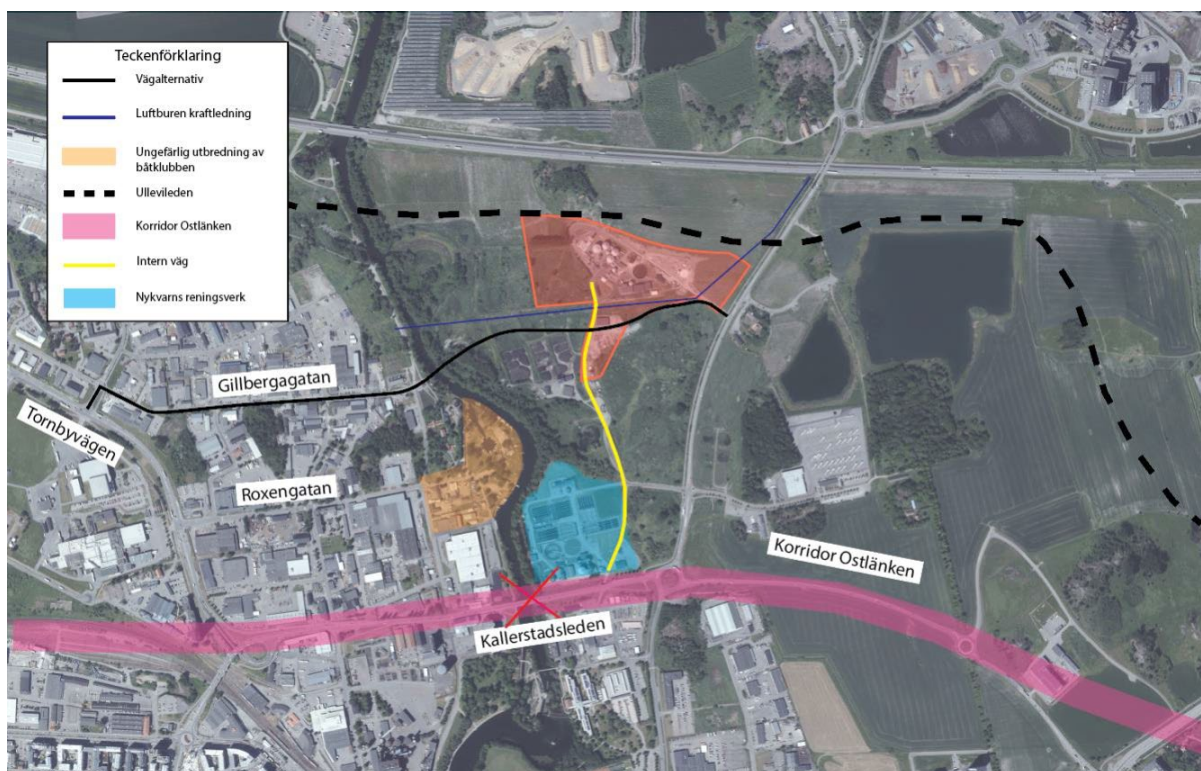 Teckenförklaring
Vägalternativ
Luftburen kraftledning
Ungefärlig utbredning av
båtklubben
Ullevileden
Korridor Ostlänken
Intern väg
Nykvarns reningsverk
Gillbergagatan
Tornbyvägen
Roxengatan
Korridor Ostlänken
Kallerstadsleden